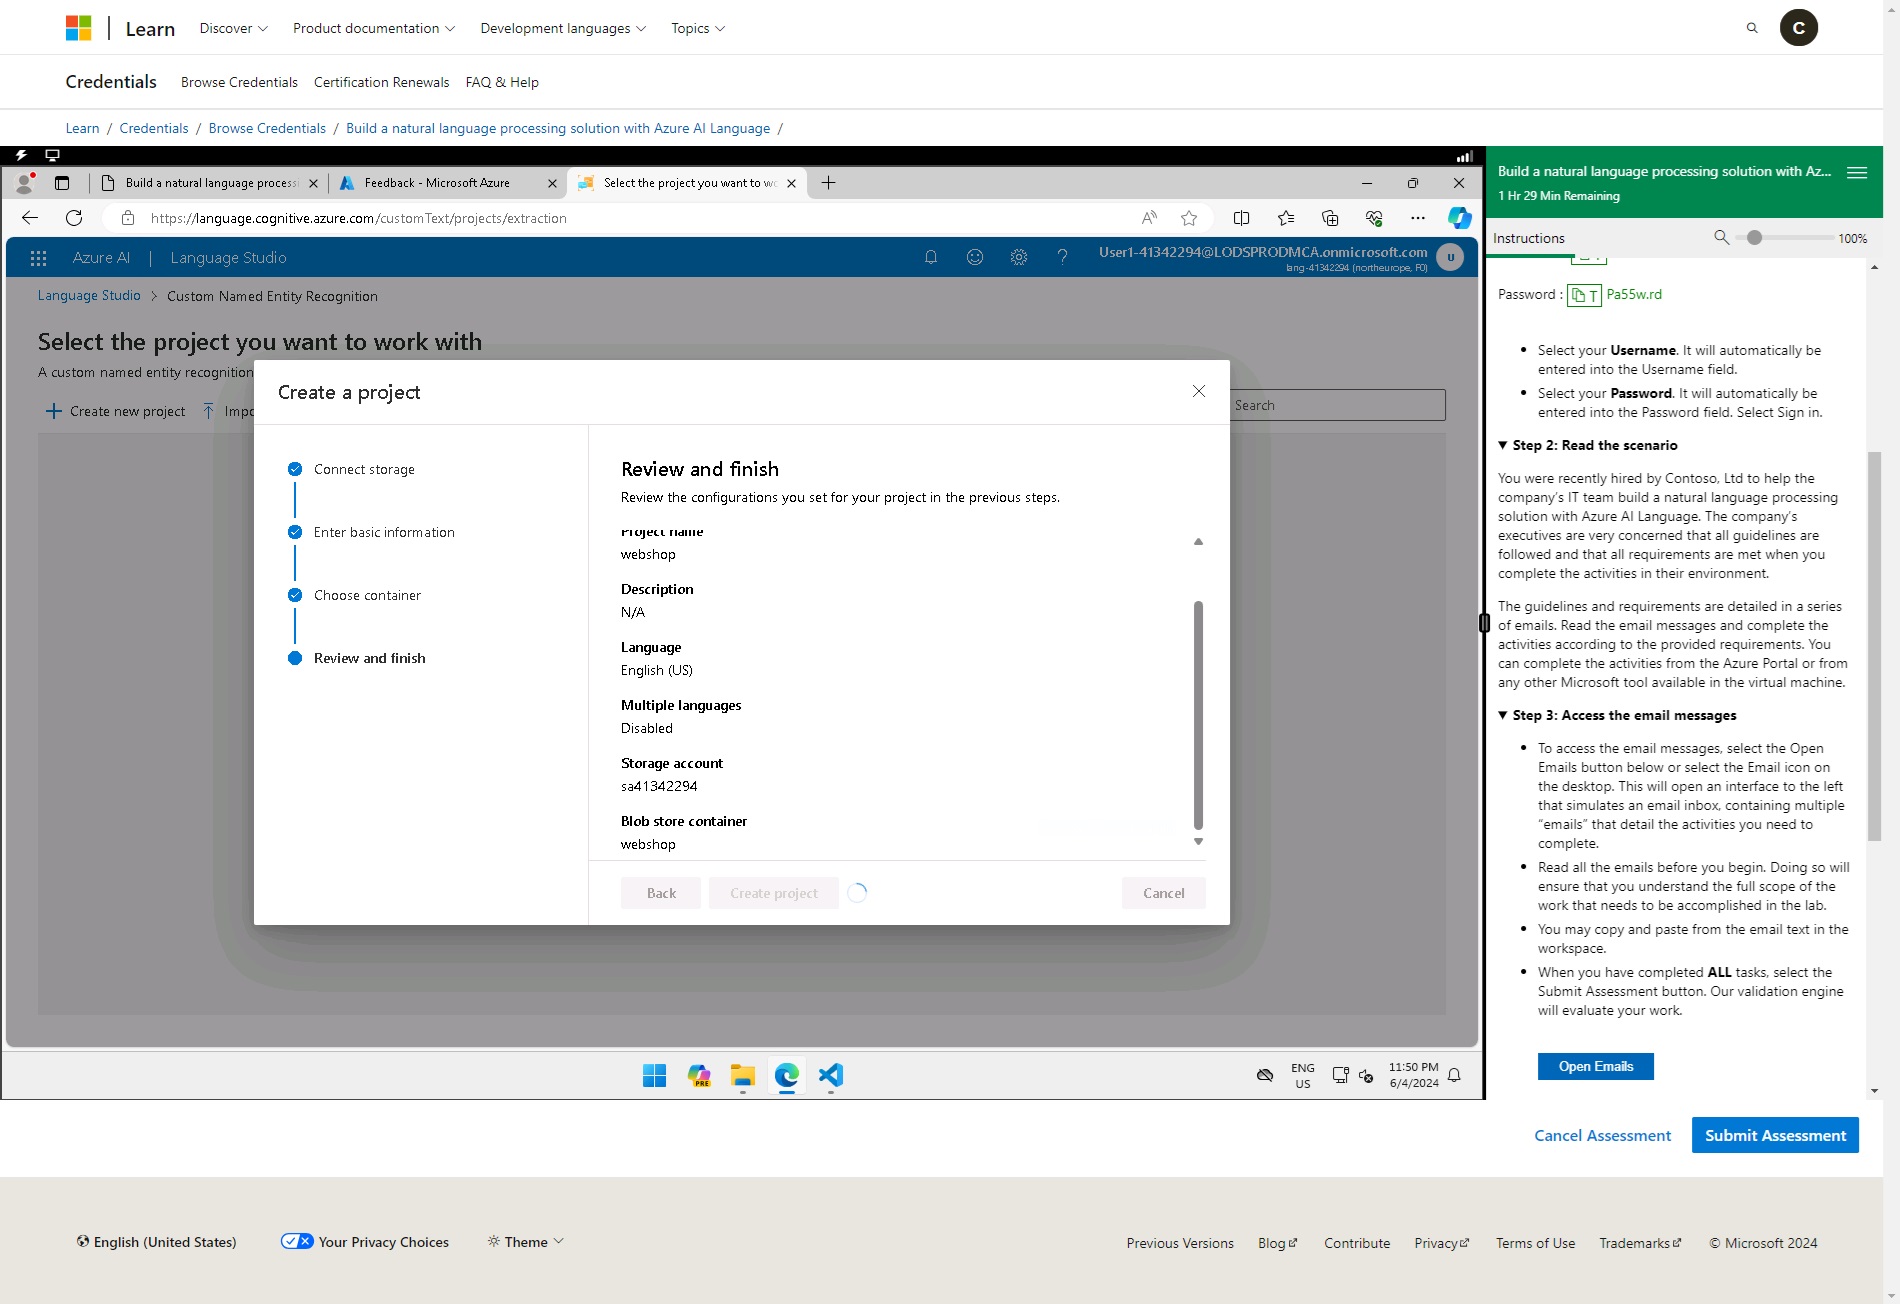 Learn
Discover
Product documentation
Development languages
Topics
C
Credentials
Browse Credentials
Certification Renewals
FAQ & Help
Learn / Credentials / Browse Credentials / Build a natural language processing solution with Azure AI Language /
Build a natural language processi
Feedback - Microsoft Azure
Select the project you want to wo
https://language.cognitive.azure.com/customText/projects/extraction
Azure AI | Language Studio
User1-41342294@LODSPRODMCA.onmicrosoft.com
lang-41342294 (northeurope, F0)
U
Language Studio > Custom Named Entity Recognition
Select the project you want to work with
A custom named entity recognition
Create new project
Impo
Search
Create a project
Connect storage
Enter basic information
Choose container
Review and finish
Review and finish
Review the configurations you set for your project in the previous steps.
Project name
webshop
Description
N/A
Language
English (US)
Multiple languages
Disabled
Storage account
sa41342294
Blob store container
webshop
Back
Create project
Cancel
PRE
ENG
US
11:50 PM
6/4/2024
Build a natural language processing solution with Az...
1 Hr 29 Min Remaining
Instructions
100%
Password : T Pa55w.rd
• Select your Username. It will automatically be
entered into the Username field.
• Select your Password. It will automatically be
entered into the Password field. Select Sign in.
▼ Step 2: Read the scenario
You were recently hired by Contoso, Ltd to help the
company's IT team build a natural language processing
solution with Azure AI Language. The company's
executives are very concerned that all guidelines are
followed and that all requirements are met when you
complete the activities in their environment.
The guidelines and requirements are detailed in a series
of emails. Read the email messages and complete the
activities according to the provided requirements. You
can complete the activities from the Azure Portal or from
any other Microsoft tool available in the virtual machine.
▼ Step 3: Access the email messages
• To access the email messages, select the Open
Emails button below or select the Email icon on
the desktop. This will open an interface to the left
that simulates an email inbox, containing multiple
“emails” that detail the activities you need to
complete.
• Read all the emails before you begin. Doing so will
ensure that you understand the full scope of the
work that needs to be accomplished in the lab.
• You may copy and paste from the email text in the
workspace.
• When you have completed ALL tasks, select the
Submit Assessment button. Our validation engine
will evaluate your work.
Open Emails
Cancel Assessment
Submit Assessment
English (United States)
Your Privacy Choices
Theme
Previous Versions
Blog
Contribute
Privacy
Terms of Use
Trademarks
© Microsoft 2024